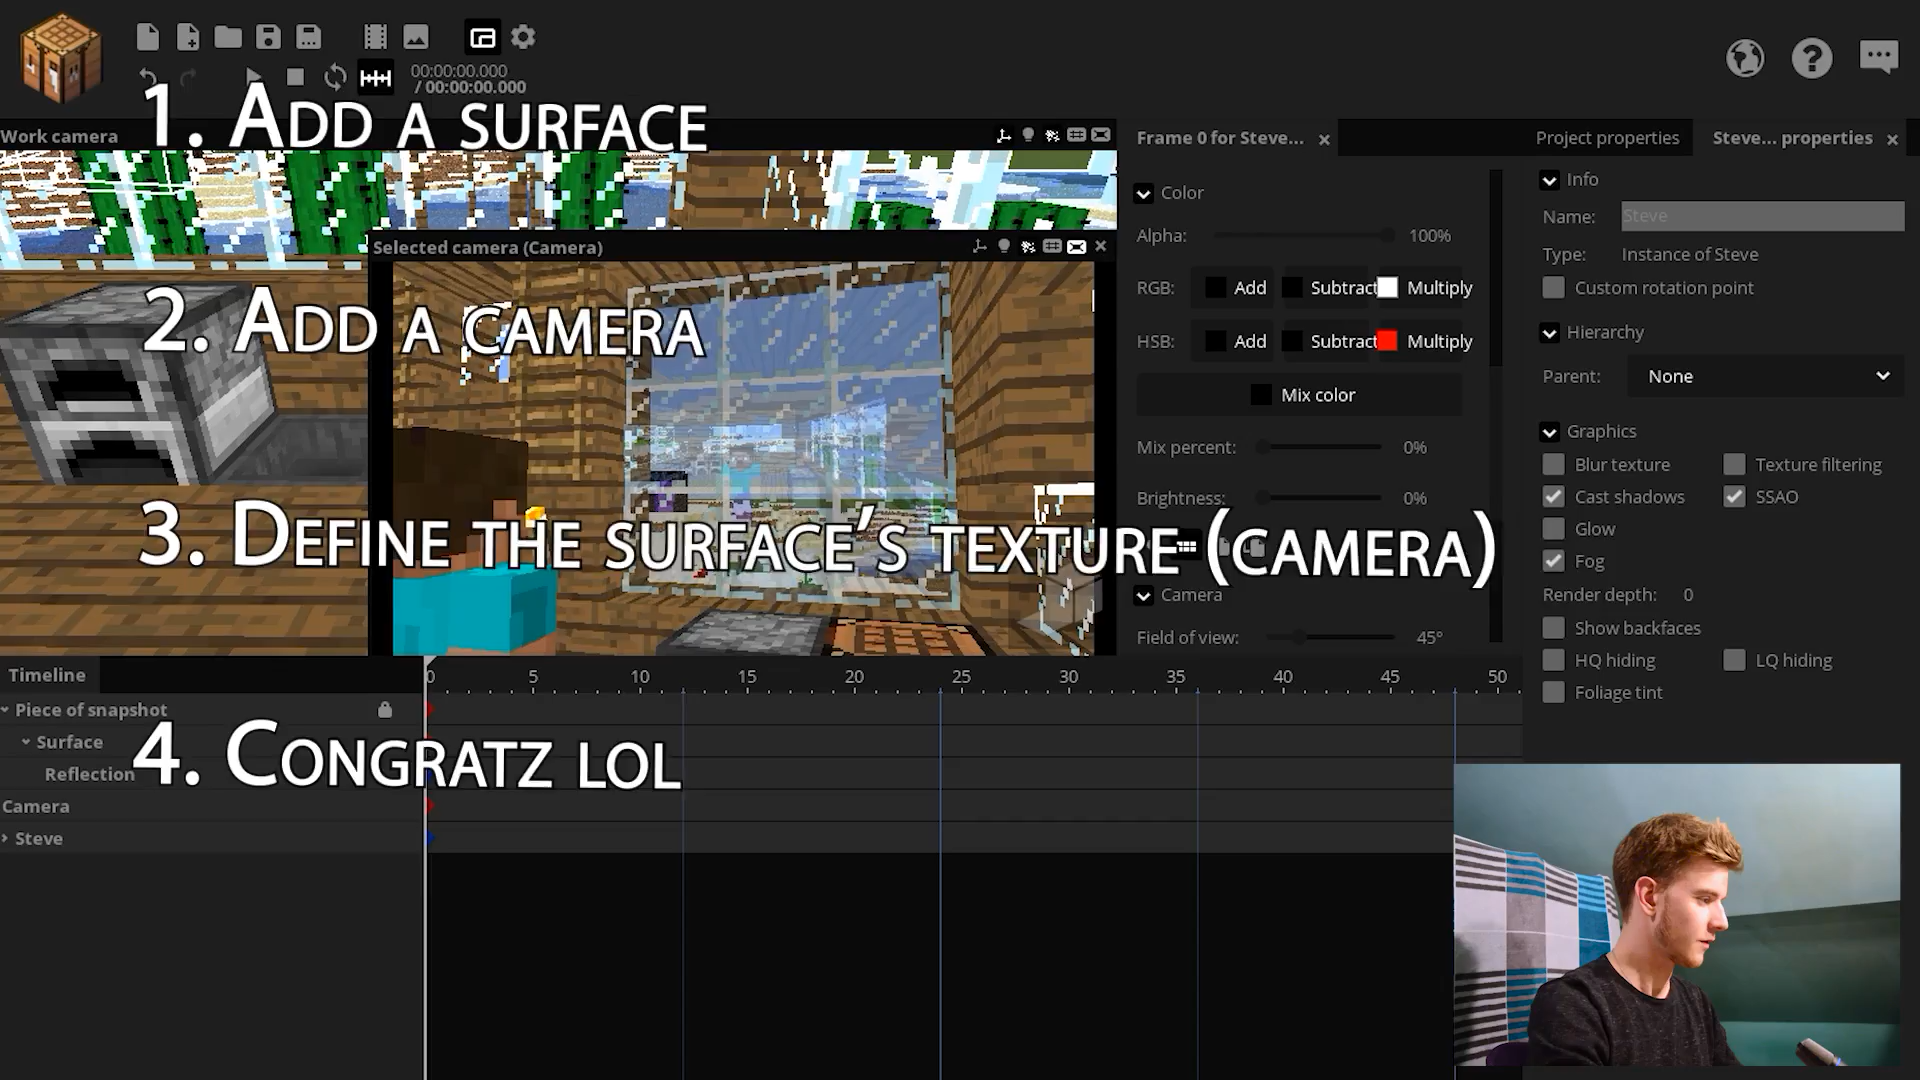 00:00:00.000
/ 00:00:00.000
1. Add a surface
Work camera
Selected camera (Camera)
2. Add a camera
3. Define the surface's texture (camera)
4. Congratz lol
Frame 0 for Steve...
Color
Alpha: 100%
RGB: Add Subtract Multiply
HSB: Add Subtract Multiply
Mix color
Mix percent: 0%
Brightness: 0%
Camera
Field of view: 45°
Project properties
Steve... properties
Info
Name: Steve
Type: Instance of Steve
Custom rotation point
Hierarchy
Parent: None
Graphics
Blur texture Texture filtering
Cast shadows SSAO
Glow
Fog
Render depth: 0
Show backfaces
HQ hiding LQ hiding
Foliage tint
Timeline
0 5 10 15 20 25 30 35 40 45 50
Piece of snapshot
Surface
Reflection
Camera
Steve